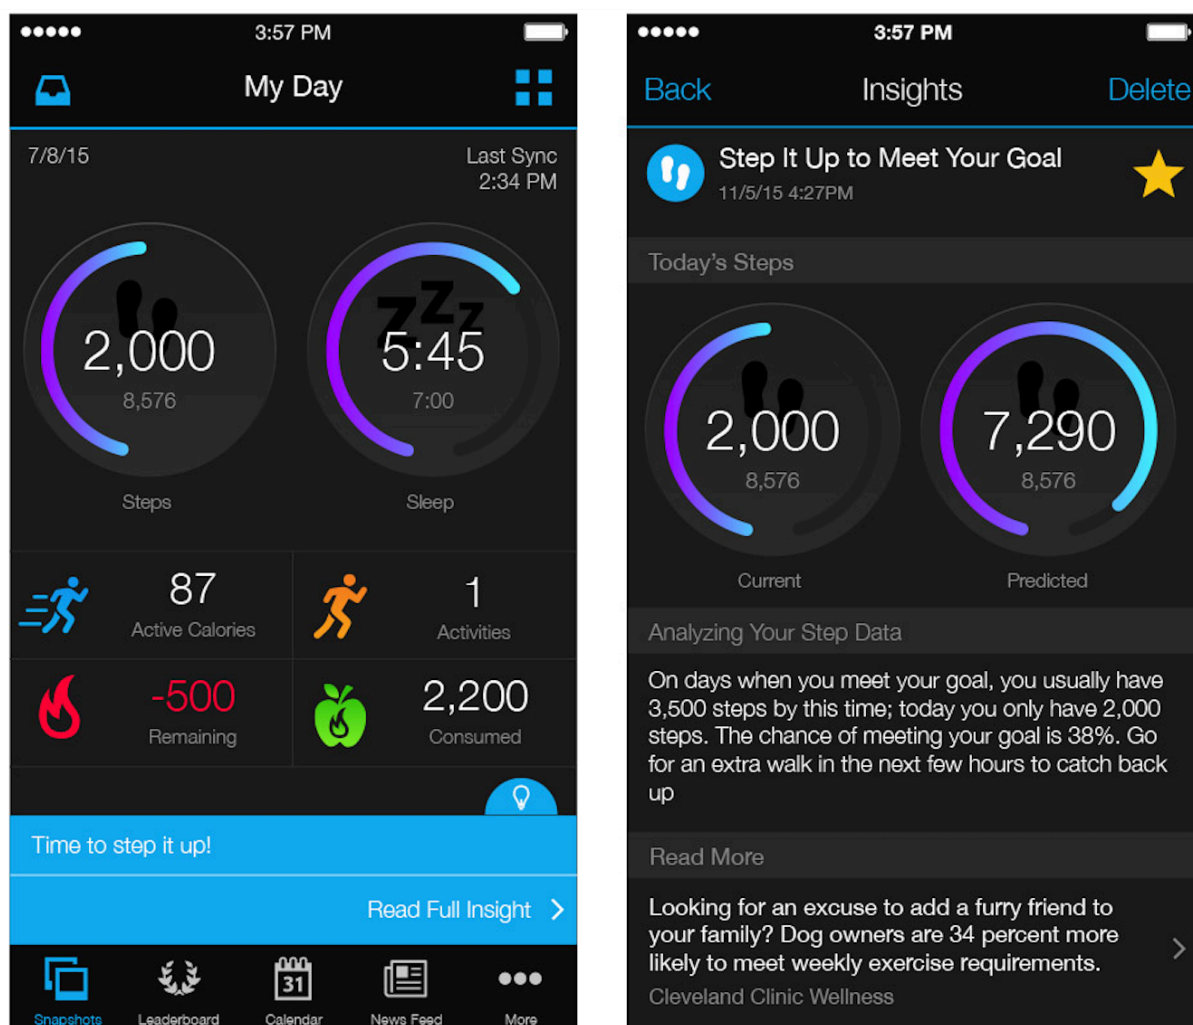 3:57 PM
My Day
7/8/15
Last Sync
2:34 PM
2,000
8,576
Steps
zZz
5:45
7:00
Sleep
87
Active Calories
1
Activities
-500
Remaining
2,200
Consumed
Time to step it up!
Read Full Insight
Snapshots
Leaderboard
31
Calendar
News Feed
More
3:57 PM
Back
Insights
Delete
Step It Up to Meet Your Goal
11/5/15 4:27PM
Today's Steps
2,000
8,576
Current
7,290
8,576
Predicted
Analyzing Your Step Data
On days when you meet your goal, you usually have
3,500 steps by this time; today you only have 2,000
steps. The chance of meeting your goal is 38%. Go
for an extra walk in the next few hours to catch back
up
Read More
Looking for an excuse to add a furry friend to
your family? Dog owners are 34 percent more
likely to meet weekly exercise requirements.
Cleveland Clinic Wellness